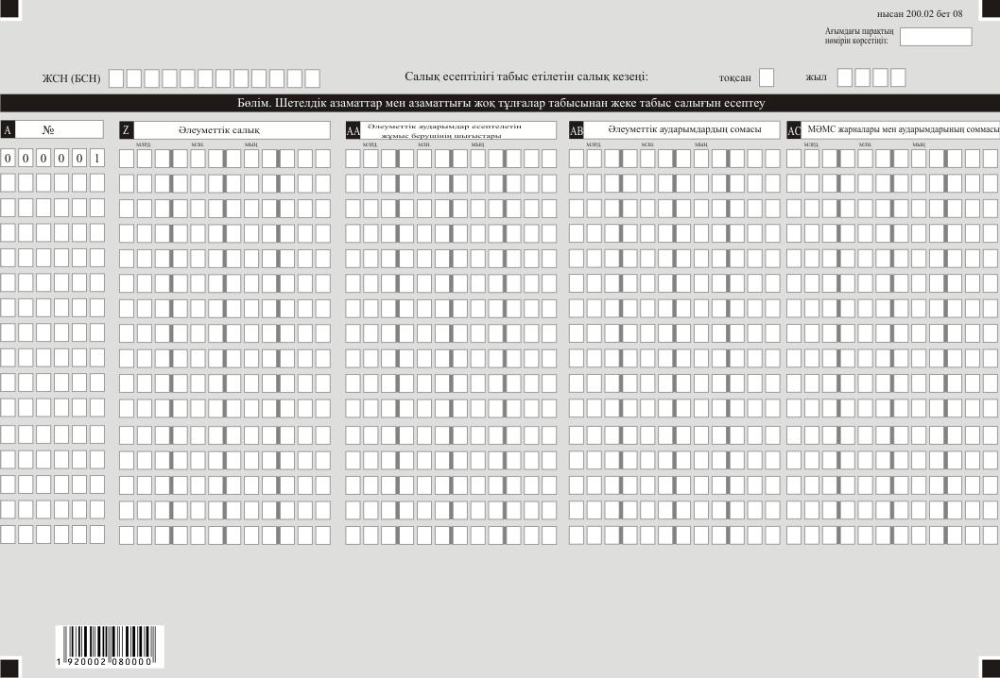 нысан 200.02 бет 08
Ағымдағы парақтың
нөмірін көрсетіңіз:
ЖСН (БСН) Салық есептілігі табыс етілетін салық кезеңі: тоқсан жыл
Бөлім. Шетелдік азаматтар мен азаматтығы жоқ тұлғалар табысынан жеке табыс салығын есептеу
A № Z Әлеуметтік салық AA Әлеуметтік аударымдар есептелетін
жұмыс берушінің шығыстары
AB Әлеуметтік аударымдардың сомасы AC МӘМС жарналары мен аударымдарының соммасы
МЛРД. МЛН. МЫҢ МЛРД. МЛН. МЫҢ МЛРД. МЛН. МЫҢ МЛРД. МЛН. МЫҢ
0 0 0 0 0 1
1 920002 080000